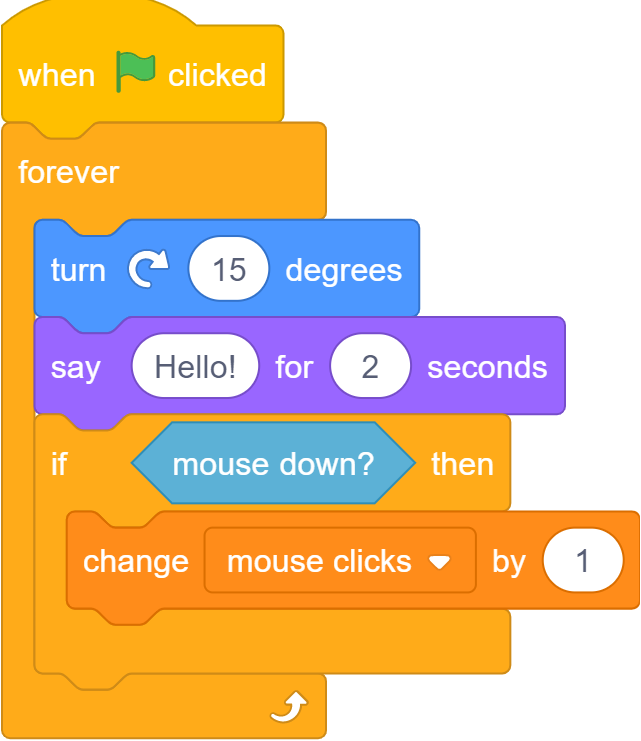 when clicked
forever
turn 15 degrees
say Hello! for 2 seconds
if mouse down? then
change mouse clicks by 1